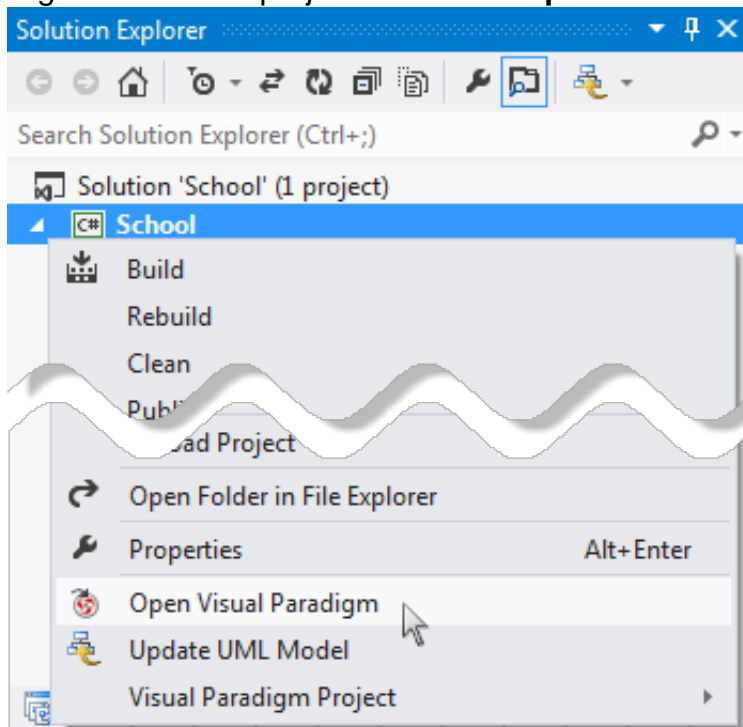 Solution Explorer
Search Solution Explorer (Ctrl+;)
Solution 'School' (1 project)
C# School
Build
Rebuild
Clean
Project
Open Folder in File Explorer
Properties Alt+Enter
Open Visual Paradigm
Update UML Model
Visual Paradigm Project